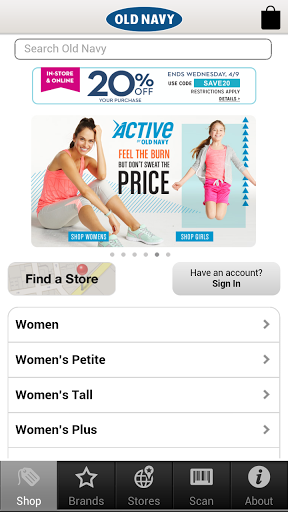 OLD NAVY
Search Old Navy
IN-STORE & ONLINE
20% OFF
YOUR PURCHASE
ENDS WEDNESDAY, 4/9
USE CODE SAVE20
RESTRICTIONS APPLY
DETAILS ›
ACTIVE
BY OLD NAVY
FEEL THE BURN
BUT DON'T SWEAT THE
PRICE
SHOP WOMENS
SHOP GIRLS
Find a Store
Have an account?
Sign In
Women
Women's Petite
Women's Tall
Women's Plus
Shop
Brands
Stores
Scan
About